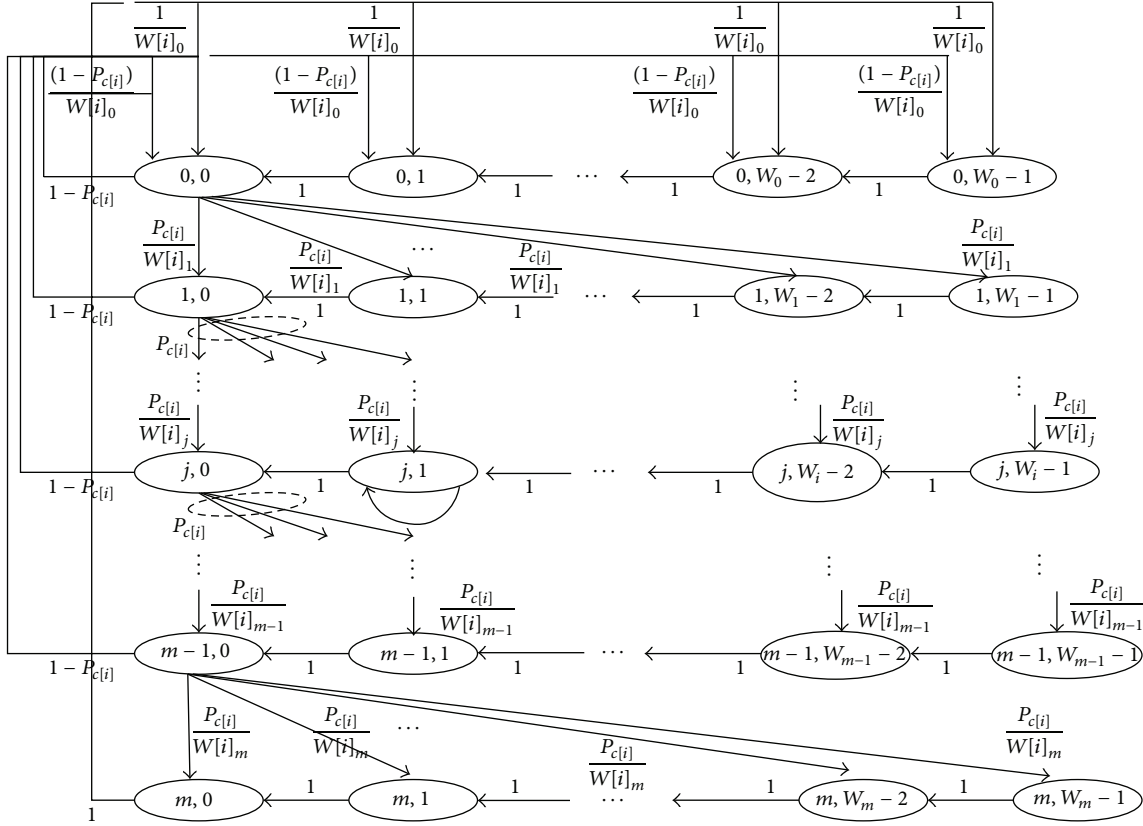 1/W[i]_0 1/W[i]_0 1/W[i]_0 1/W[i]_0
(1 − P_c[i])/W[i]_0 (1 − P_c[i])/W[i]_0 (1 − P_c[i])/W[i]_0 (1 − P_c[i])/W[i]_0
0, 0 0, 1 ... 0, W_0 − 2 0, W_0 − 1
1 − P_c[i] 1 1 1 1
P_c[i]/W[i]_1 P_c[i]/W[i]_1 ... P_c[i]/W[i]_1 P_c[i]/W[i]_1
1, 0 1, 1 ... 1, W_1 − 2 1, W_1 − 1
1 − P_c[i] 1 1 1 1
P_c[i]
⋮ ⋮ ⋮ ⋮
P_c[i]/W[i]_j P_c[i]/W[i]_j P_c[i]/W[i]_j P_c[i]/W[i]_j
j, 0 j, 1 ... j, W_i − 2 j, W_i − 1
1 − P_c[i] 1 1 1 1
P_c[i]
⋮ ⋮ ⋮ ⋮
P_c[i]/W[i]_m−1 P_c[i]/W[i]_m−1 P_c[i]/W[i]_m−1 P_c[i]/W[i]_m−1
m − 1, 0 m − 1, 1 ... m − 1, W_m−1 − 2 m − 1, W_m−1 − 1
1 − P_c[i] 1 1 1 1
P_c[i]/W[i]_m P_c[i]/W[i]_m ... ... P_c[i]/W[i]_m P_c[i]/W[i]_m
1 1 1 1
m, 0 m, 1 ... m, W_m − 2 m, W_m − 1
1